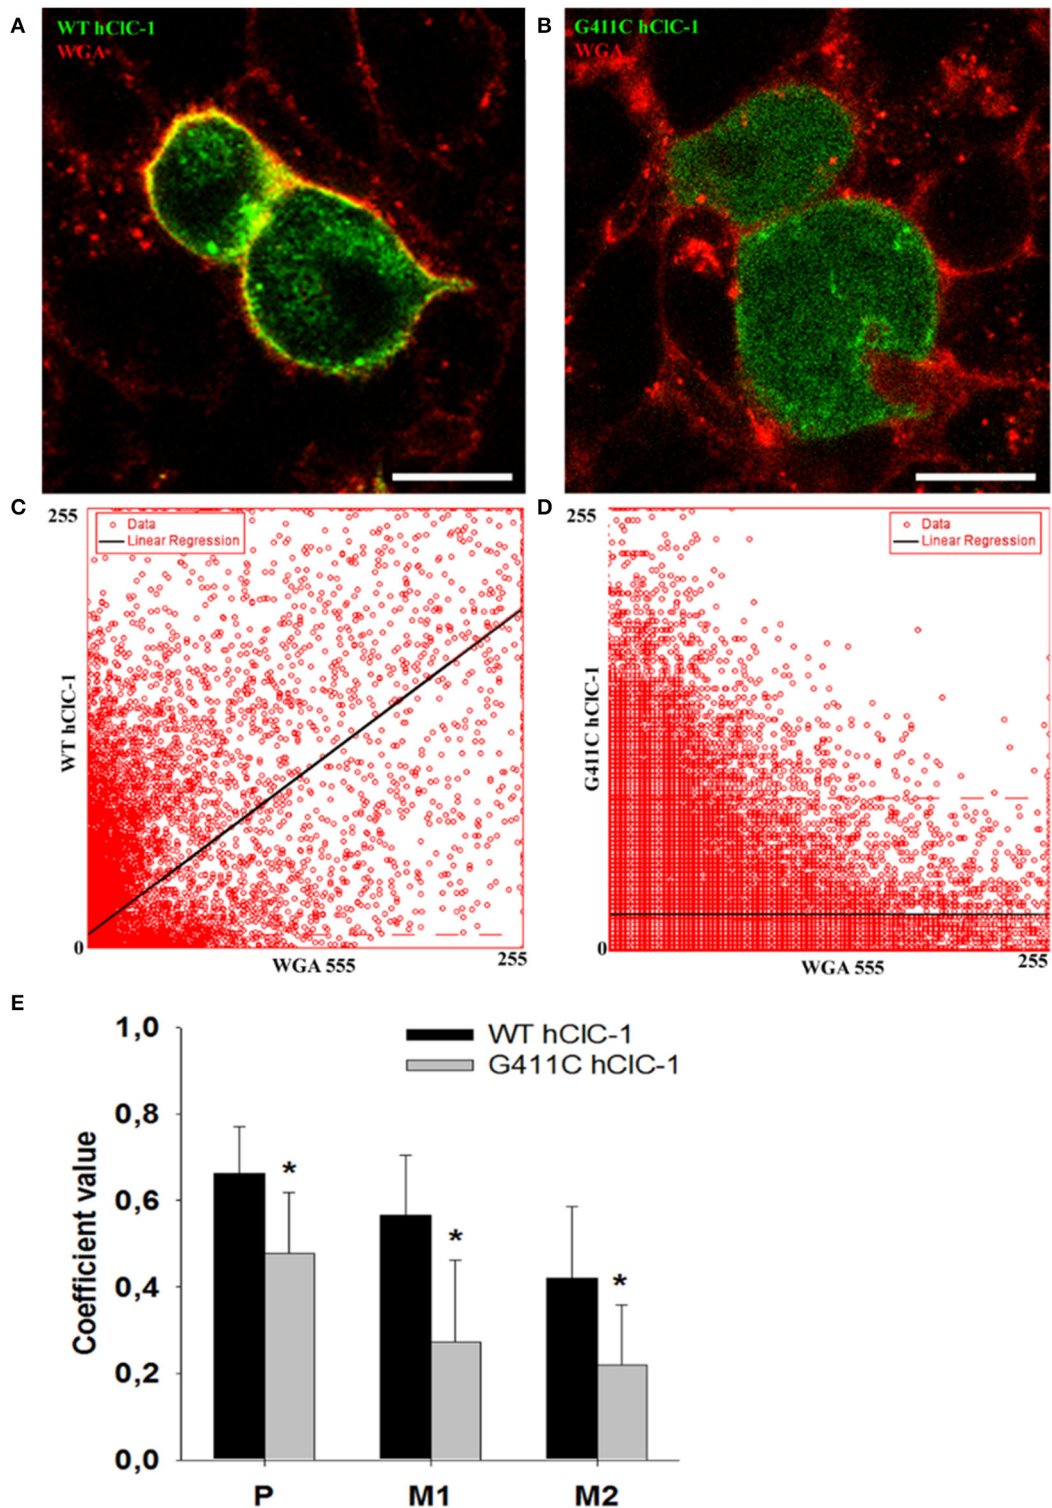 A
WT hClC-1
WGA
B
G411C hClC-1
WGA
C
255
Data
Linear Regression
WT hClC-1
0
WGA 555
255
D
255
Data
Linear Regression
G411C hClC-1
0
WGA 555
255
E
WT hClC-1
G411C hClC-1
Coefficient value
1,0
0,8
0,6
0,4
0,2
0,0
*
*
*
P
M1
M2